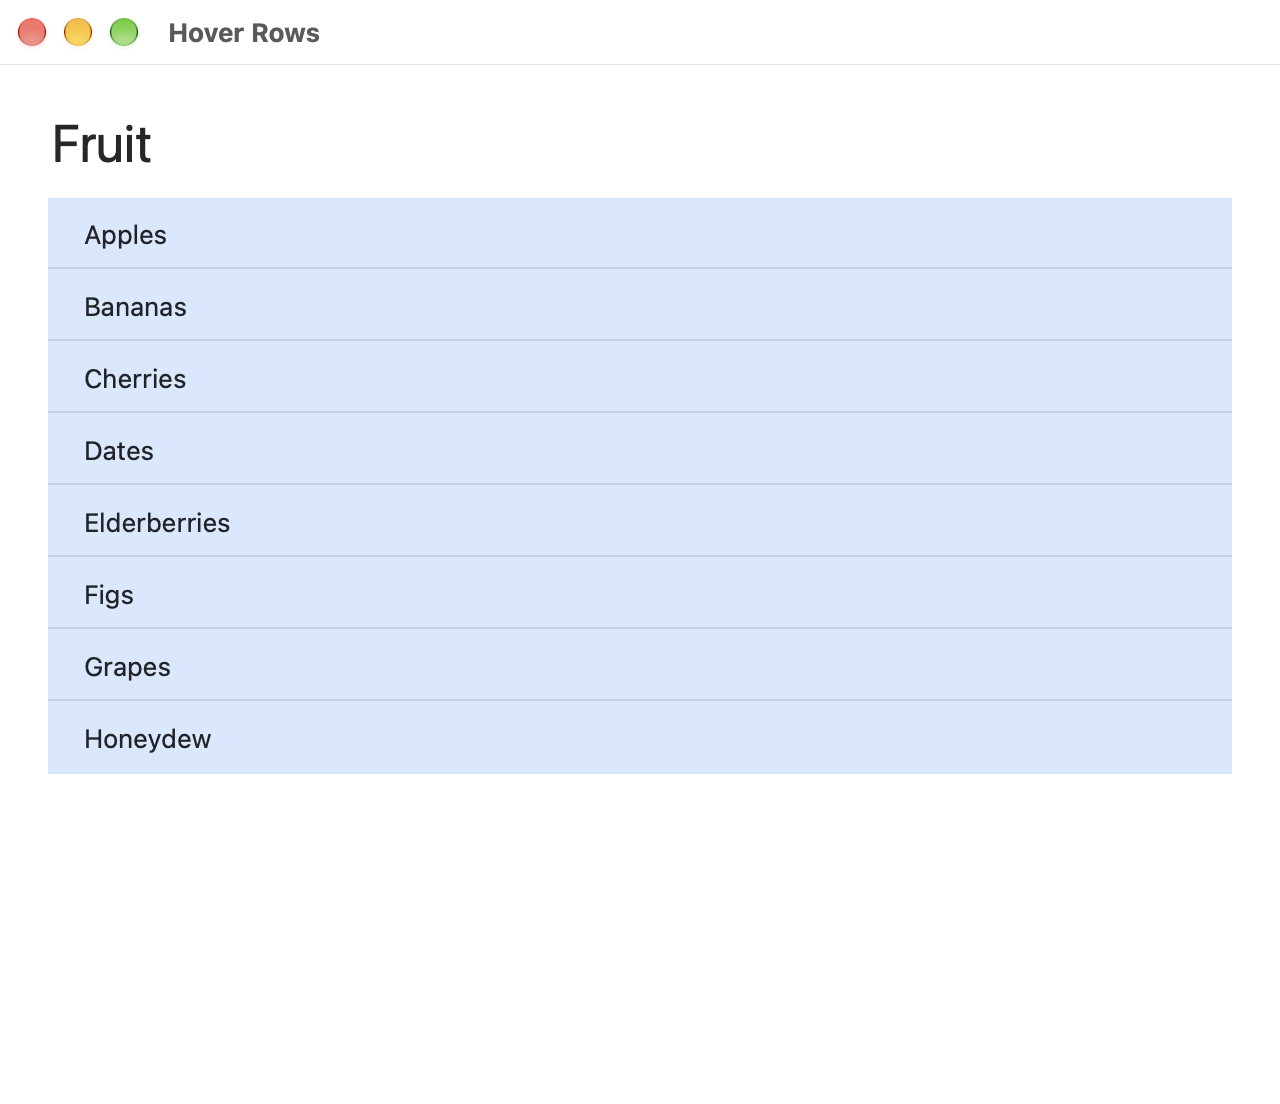 Hover Rows
Fruit
Apples
Bananas
Cherries
Dates
Elderberries
Figs
Grapes
Honeydew